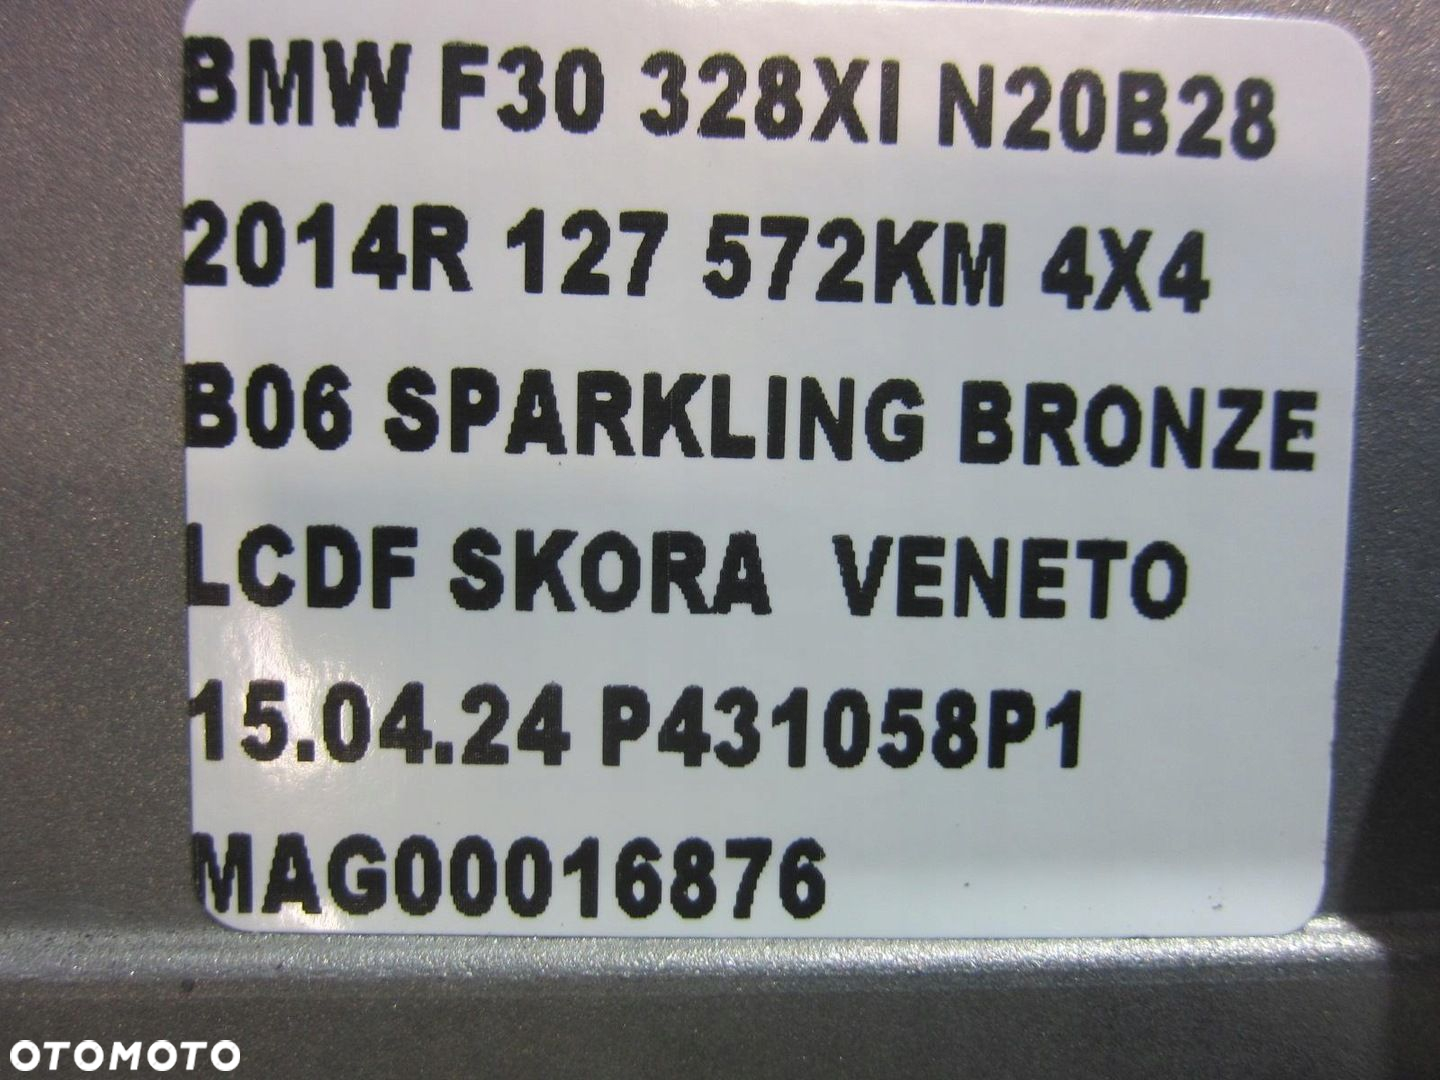 BMW F30 328XI N20B28
2014R 127 572KM 4X4
B06 SPARKLING BRONZE
LCDF SKORA VENETO
15.04.24 P431058P1
MAG00016876
OTOMOTO